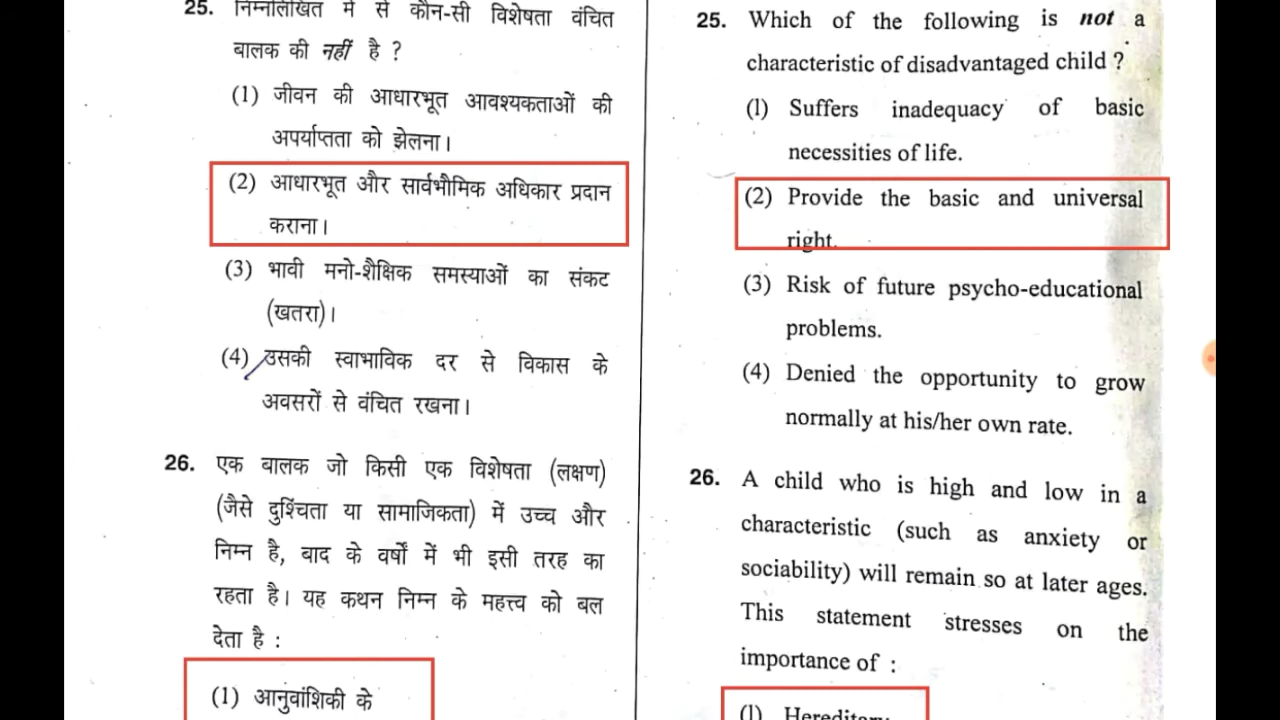 25. निम्नलिखित में से कौन-सी विशेषता वंचित
बालक की नहीं है ?
(1) जीवन की आधारभूत आवश्यकताओं की
अपर्याप्तता को झेलना।
(2) आधारभूत और सार्वभौमिक अधिकार प्रदान
कराना।
(3) भावी मनो-शैक्षिक समस्याओं का संकट
(खतरा)।
(4) उसकी स्वाभाविक दर से विकास के
अवसरों से वंचित रखना।
26. एक बालक जो किसी एक विशेषता (लक्षण)
(जैसे दुश्चिंता या सामाजिकता) में उच्च और
निम्न है, बाद के वर्षों में भी इसी तरह का
रहता है। यह कथन निम्न के महत्त्व को बल
देता है :
(1) आनुवांशिकी के
25. Which of the following is not a
characteristic of disadvantaged child ?
(1) Suffers inadequacy of basic
necessities of life.
(2) Provide the basic and universal
right.
(3) Risk of future psycho-educational
problems.
(4) Denied the opportunity to grow
normally at his/her own rate.
26. A child who is high and low in a
characteristic (such as anxiety or
sociability) will remain so at later ages.
This statement stresses on the
importance of :
(1) Hereditary